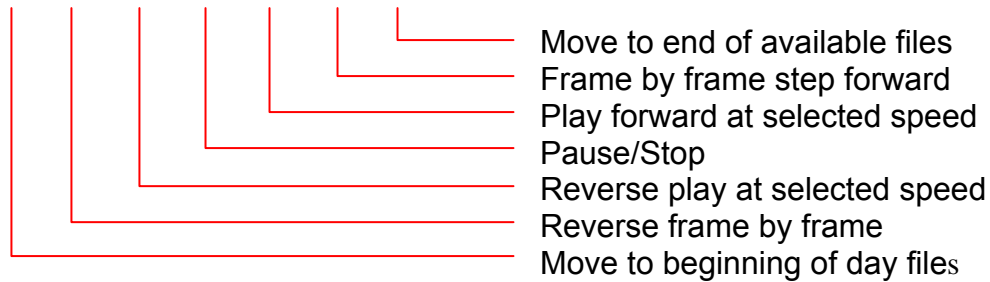 Move to end of available files
Frame by frame step forward
Play forward at selected speed
Pause/Stop
Reverse play at selected speed
Reverse frame by frame
Move to beginning of day files